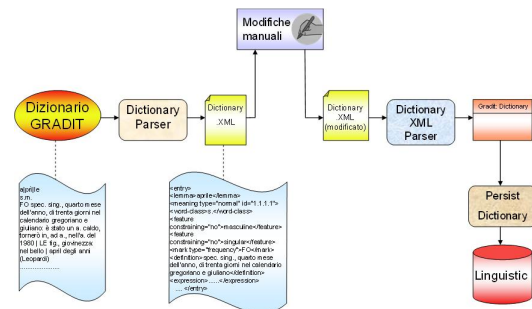 Modifiche
manuali
Dizionario
GRADIT
Dictionary
Parser
Dictionary
.XML
Dictionary
.XML
(modificato)
Dictionary
XML
Parser
Gradit: Dictionary
a|pri|le
s.m.
FO spec. sing., quarto mese
dell'anno, di trenta giorni nel
calendario gregoriano e
giuliano: è stato un a. caldo,
tornerò in, ad a., nell'a. del
1980 | LE fig., giovinezza:
nel bello | april degli anni
(Leopardi)
.....................
<entry>
<lemma>aprile</lemma>
<meaning type="normal" id="1.1.1.1">
<word-class>s.</word-class>
<feature
constraining="no">masculine</feature>
<feature
constraining="no">singular</feature>
<mark type="frequency">FO</mark>
<definition>spec. sing., quarto mese
dell'anno, di trenta giorni nel calendario
gregoriano e giuliano</definition>
<expression>......</expression>
.... </entry>
Persist
Dictionary
Linguistic